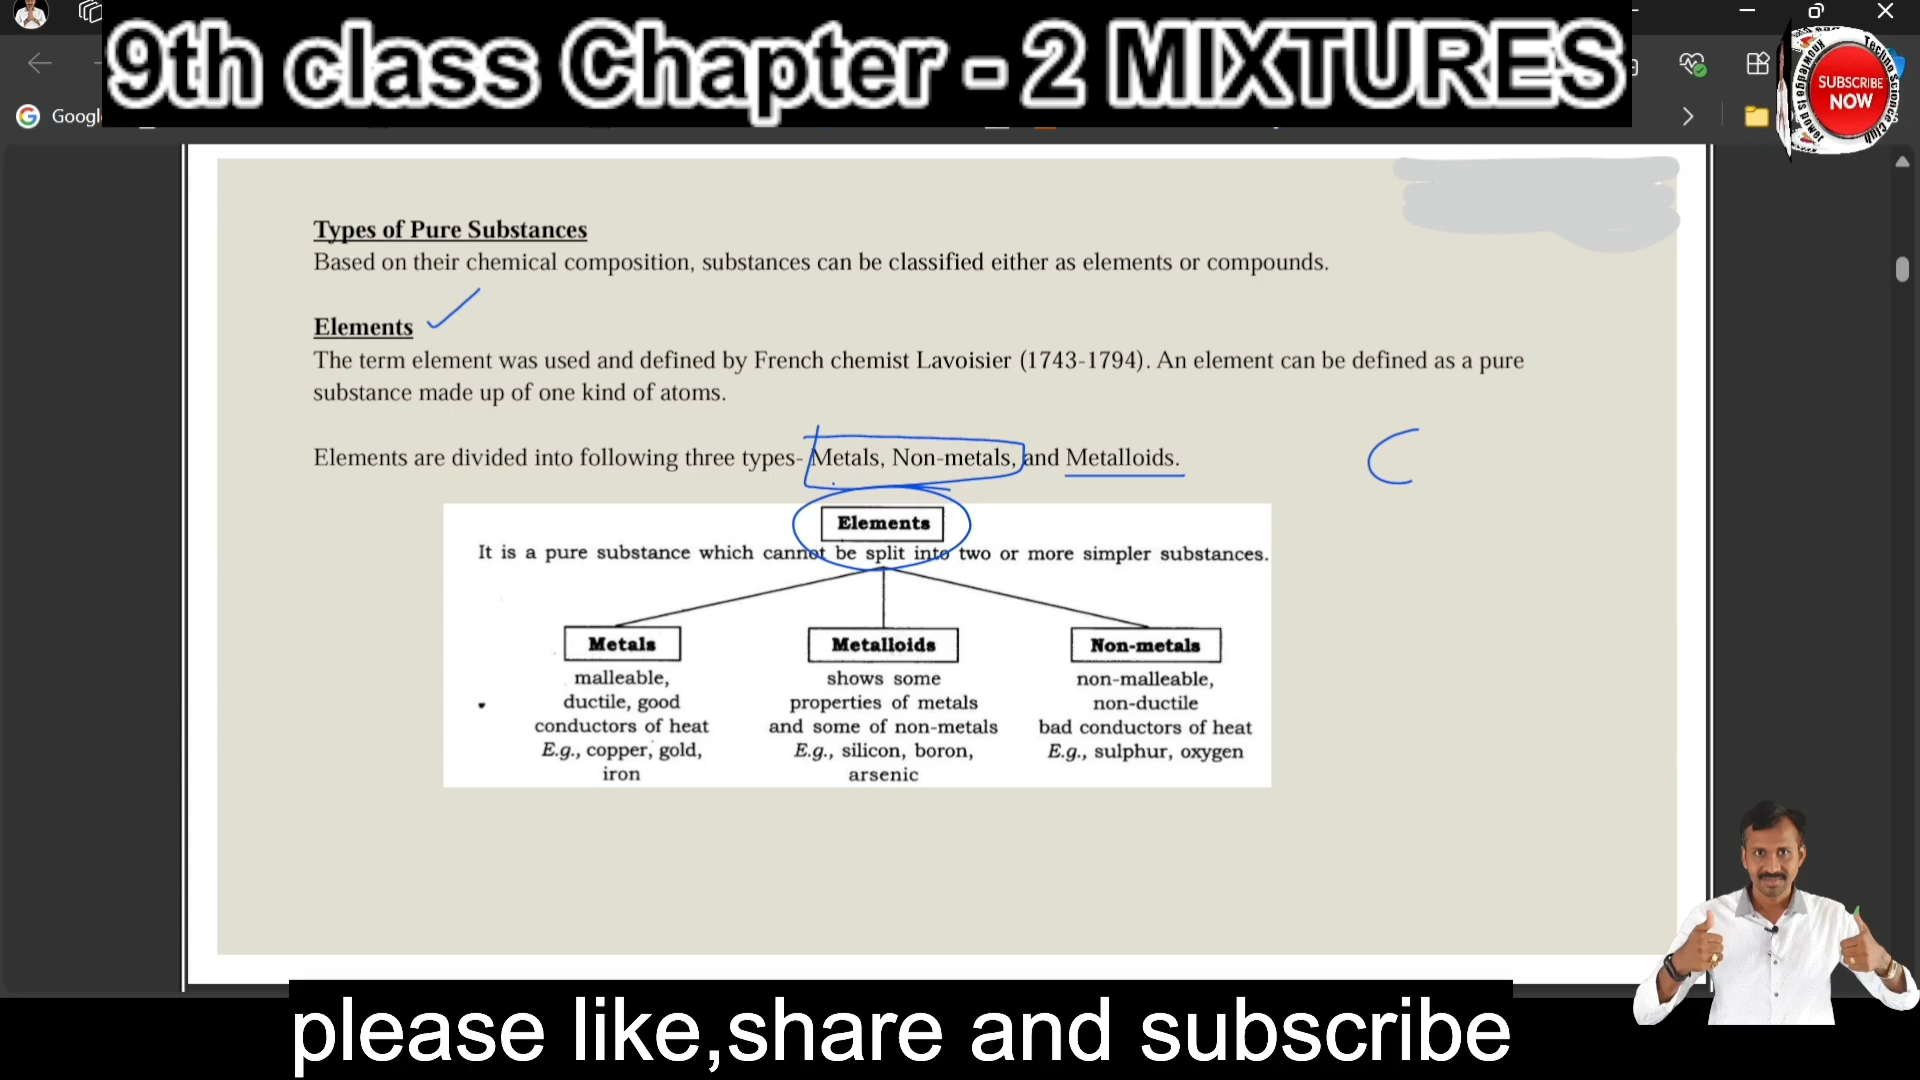 9th class Chapter - 2 MIXTURES
SUBSCRIBE
NOW
Knowledge is power
Techno Science Club
Googl
Types of Pure Substances
Based on their chemical composition, substances can be classified either as elements or compounds.
Elements
The term element was used and defined by French chemist Lavoisier (1743-1794). An element can be defined as a pure
substance made up of one kind of atoms.
Elements are divided into following three types- Metals, Non-metals, and Metalloids.
C
Elements
It is a pure substance which cannot be split into two or more simpler substances.
Metals
malleable,
ductile, good
conductors of heat
E.g., copper, gold,
iron
Metalloids
shows some
properties of metals
and some of non-metals
E.g., silicon, boron,
arsenic
Non-metals
non-malleable,
non-ductile
bad conductors of heat
E.g., sulphur, oxygen
please like,share and subscribe